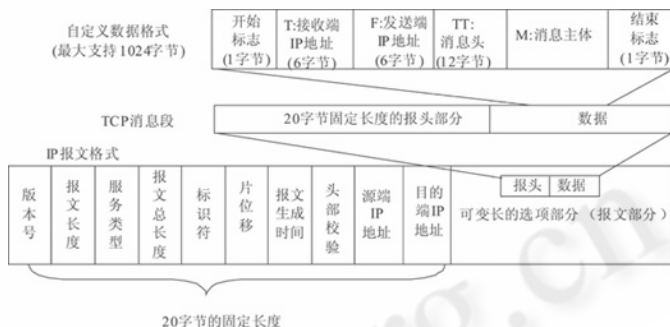 自定义数据格式
(最大支持1024字节)
开始
标志
(1字节)
T:接收端
IP地址
(6字节)
F:发送端
IP地址
(6字节)
TT:
消息头
(12字节)
M:消息主体
结束
标志
(1字节)
TCP消息段
20字节固定长度的报头部分
数据
IP报文格式
版本号
报文长度
服务类型
报文总长度
标识符
片位移
报文
生成
时间
头部校验
源端
IP
地址
目的
端IP
地址
报头
数据
可变长的选项部分（报文部分）
20字节的固定长度
rg.cn